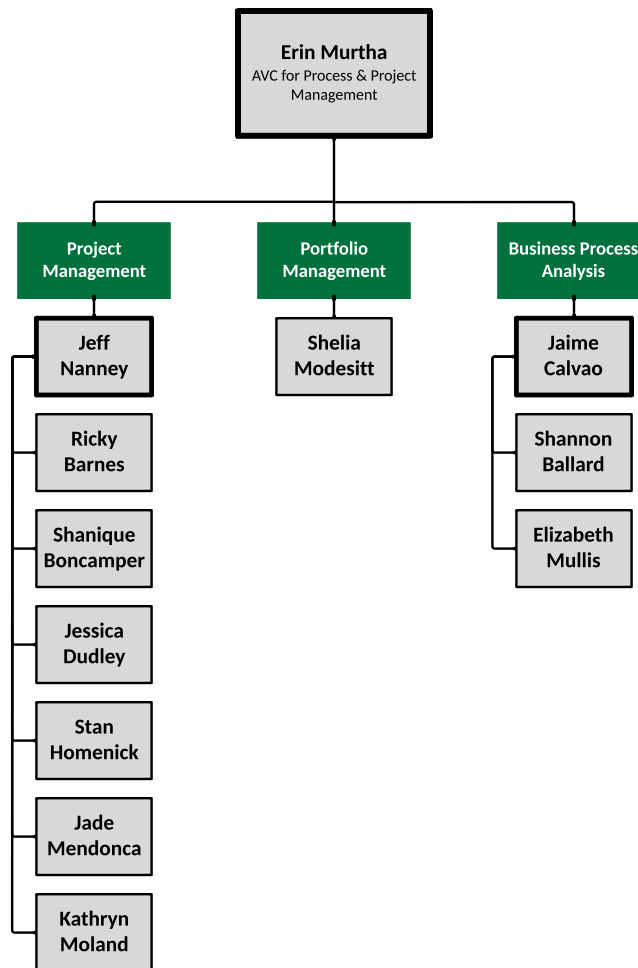 Erin Murtha
AVC for Process & Project
Management
Project
Management
Portfolio
Management
Business Process
Analysis
Jeff
Nanney
Shelia
Modesitt
Jaime
Calvao
Ricky
Barnes
Shannon
Ballard
Shanique
Boncamper
Elizabeth
Mullis
Jessica
Dudley
Stan
Homenick
Jade
Mendonca
Kathryn
Moland